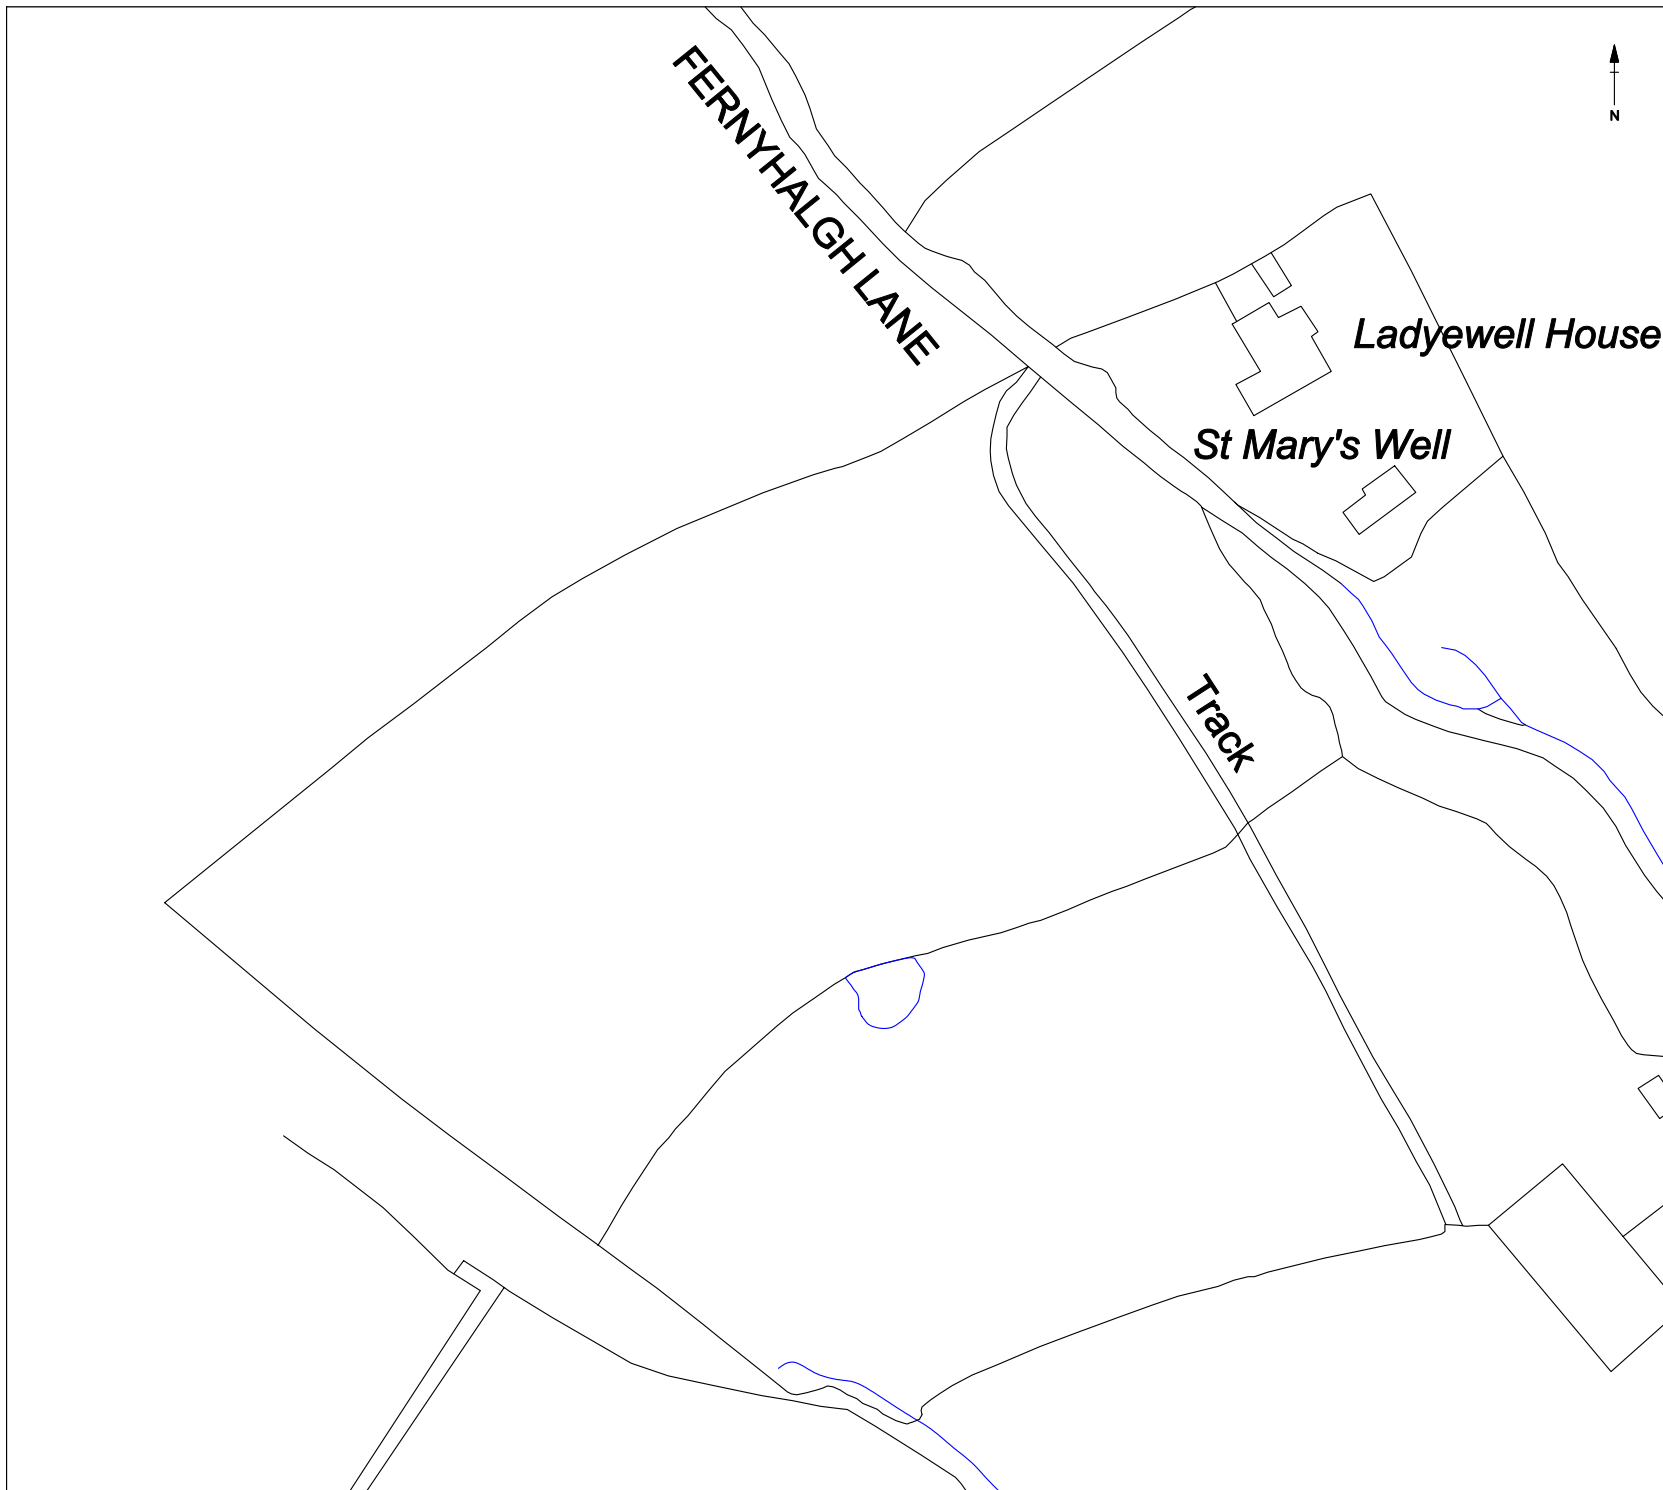 FERNYHALGH LANE
N
Ladyewell House
St Mary's Well
Track